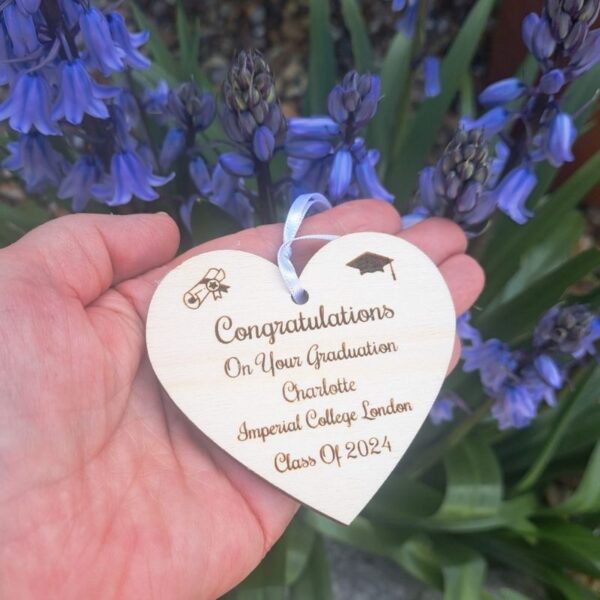 Congratulations
On Your Graduation
Charlotte
Imperial College London
Class Of 2024